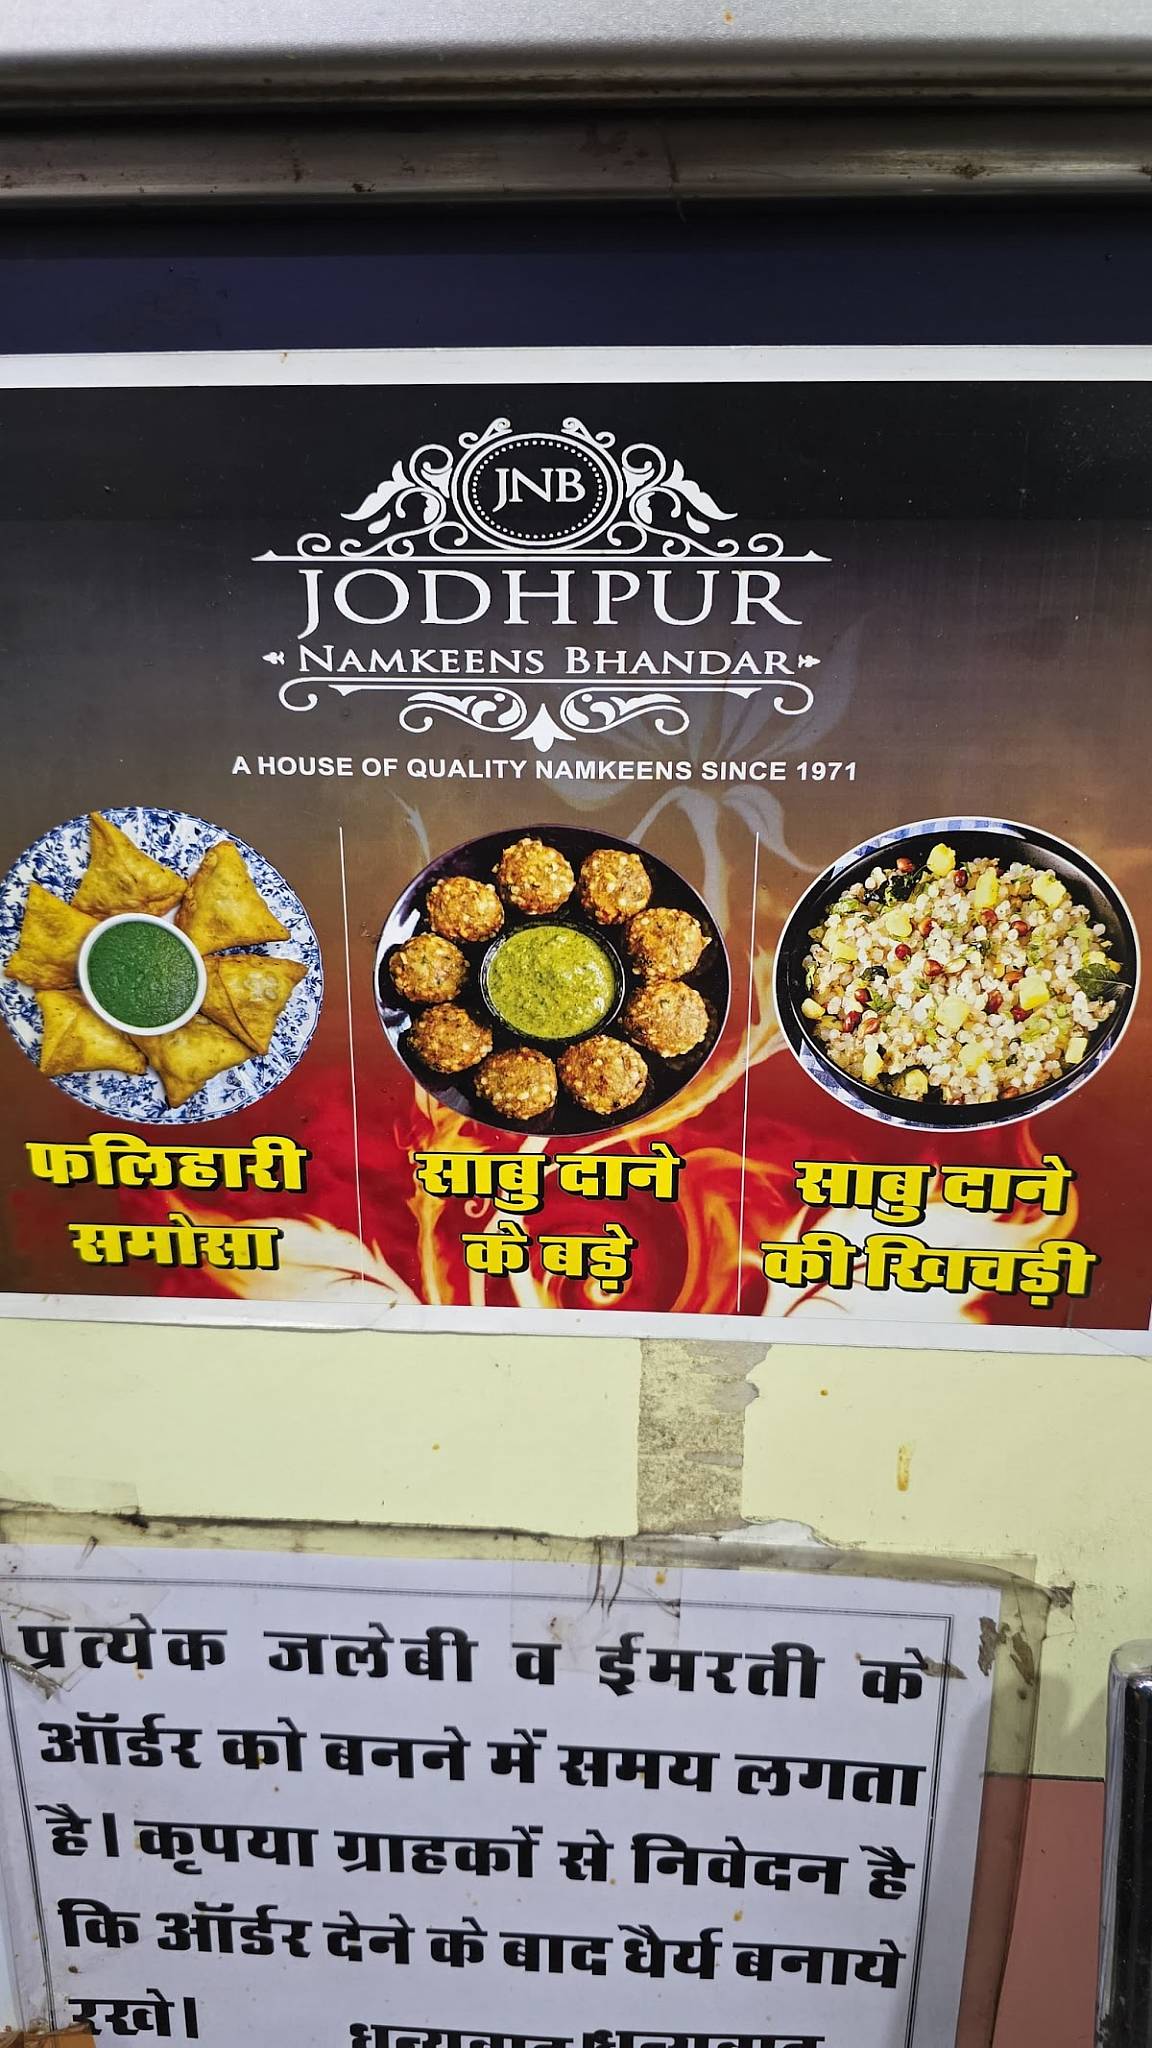 JNB
JODHPUR
NAMKEENS BHANDAR
A HOUSE OF QUALITY NAMKEENS SINCE 1971
फलिहारी
समोसा
साबु दाने
के बड़े
साबु दाने
की खिचड़ी
प्रत्येक जलेबी व ईमरती के
ऑर्डर को बनने में समय लगता
है। कृपया ग्राहकों से निवेदन है
कि ऑर्डर देने के बाद धैर्य बनाये
रखे।